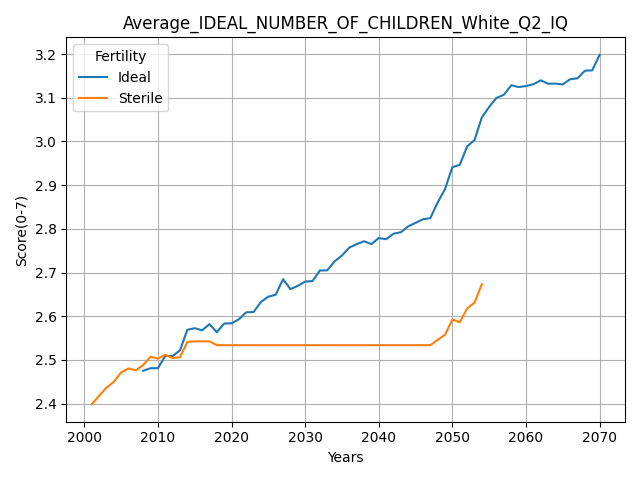 Average_IDEAL_NUMBER_OF_CHILDREN_White_Q2_IQ
Fertility
Ideal
Sterile
Score(0-7)
3.2
3.1
3.0
2.9
2.8
2.7
2.6
2.5
2.4
2000 2010 2020 2030 2040 2050 2060 2070
Years